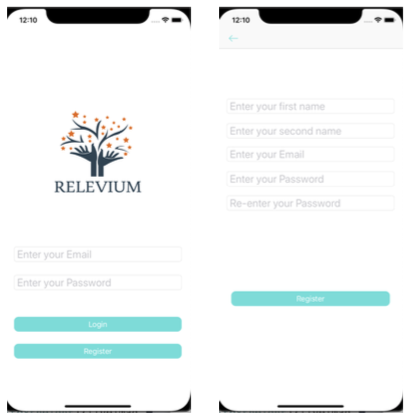 12:10
RELEVIUM
Enter your Email
Enter your Password
Login
Register
12:10
Enter your first name
Enter your second name
Enter your Email
Enter your Password
Re-enter your Password
Register